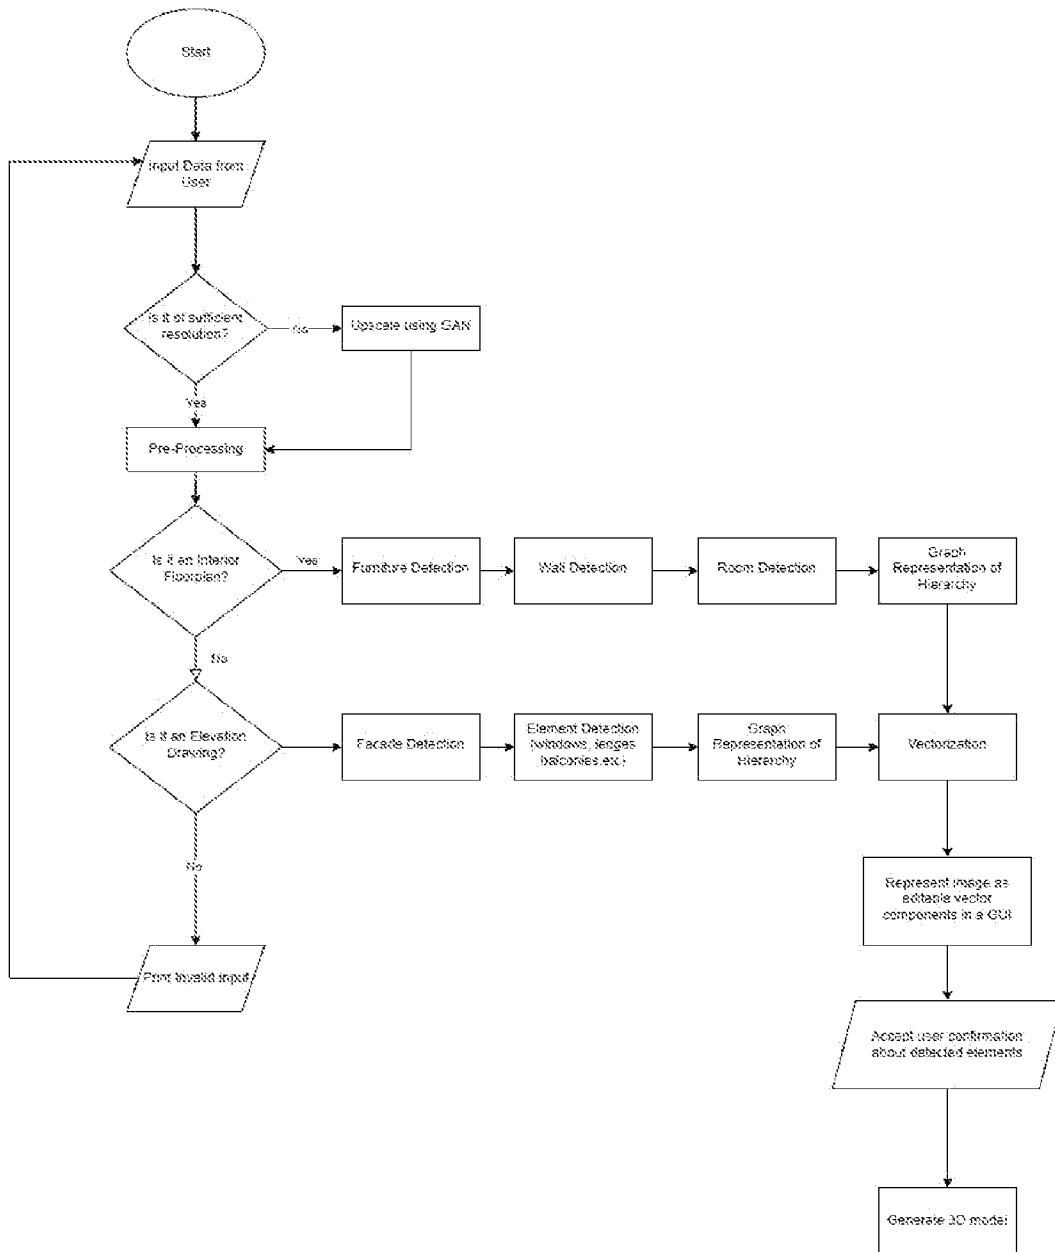 Start
Input Data from
User
Is it of sufficient
resolution?
No
Upscale using GAN
Yes
Pre-Processing
Is it an Interior
Floorplan?
Yes
Furniture Detection
Wall Detection
Room Detection
Graph
Representation of
Hierarchy
No
Is it an Elevation
Drawing?
Facade Detection
Element Detection
(windows, ledges
balconies,etc)
Graph
Representation of
Hierarchy
Vectorization
No
Represent image as
editable vector
components in a GUI
Print Invalid input
Accept user confirmation
about detected elements
Generate 3D model